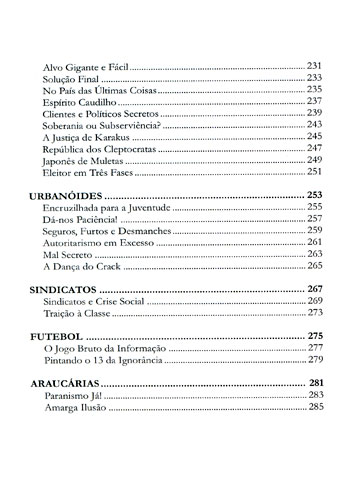 Alvo Gigante e Fácil 231
Solução Final 233
No País das Últimas Coisas 235
Espírito Caudilho 237
Clientes e Políticos Secretos 239
Soberania ou Subserviência? 243
A Justiça de Karakus 245
República dos Cleptocratas 247
Japonês de Muletas 249
Eleitor em Três Fases 251
URBANÓIDES 253
Encruzilhada para a Juventude 255
Dá-nos Paciência! 257
Seguros, Furtos e Desmanches 259
Autoritarismo em Excesso 261
Mal Secreto 263
A Dança do Crack 265
SINDICATOS 267
Sindicatos e Crise Social 269
Traição à Classe 273
FUTEBOL 275
O Jogo Bruto da Informação 277
Pintando o 13 da Ignorância 279
ARAUCÁRIAS 281
Paranismo Já! 283
Amarga Ilusão 285